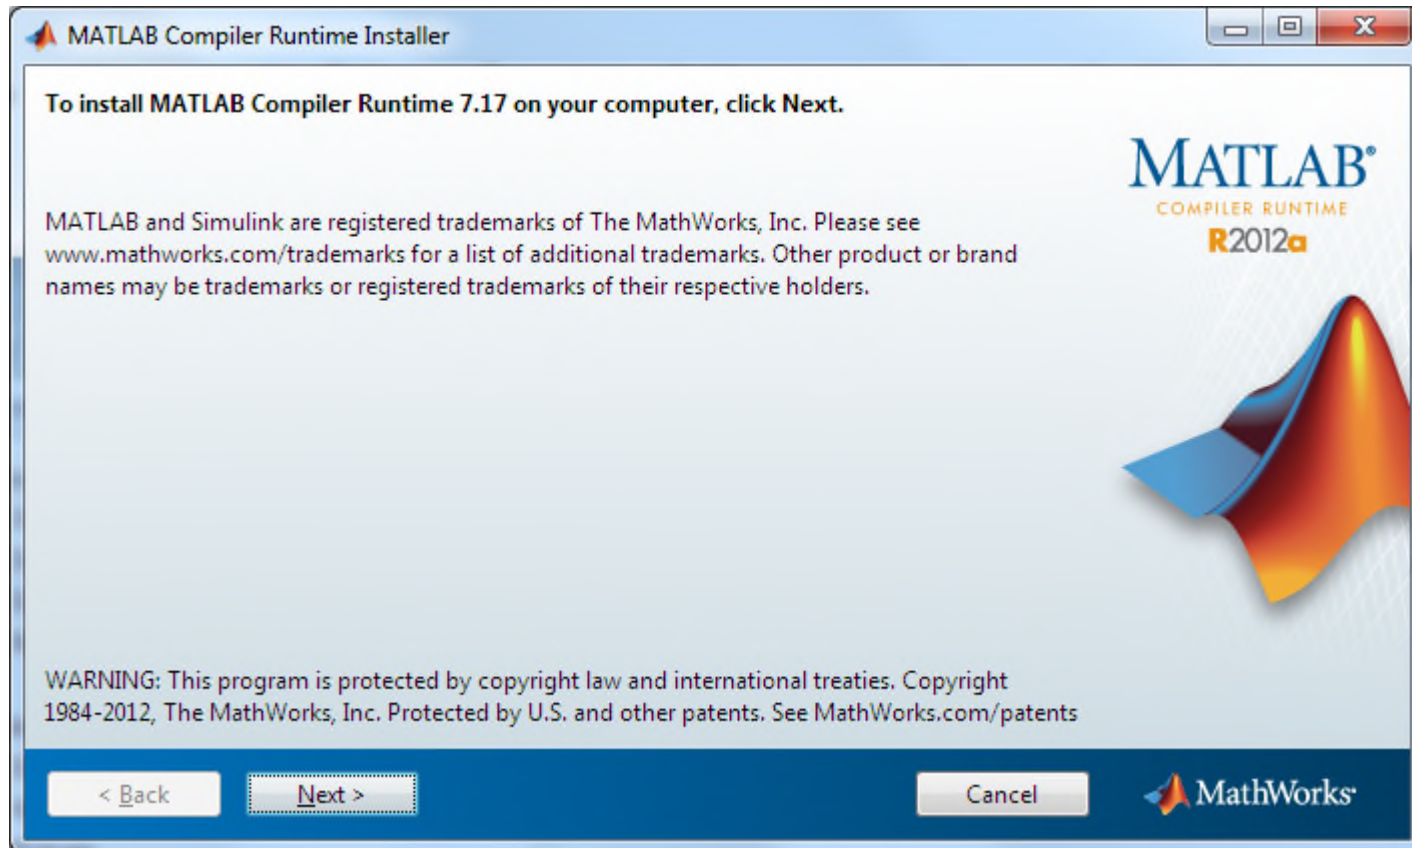 MATLAB Compiler Runtime Installer
To install MATLAB Compiler Runtime 7.17 on your computer, click Next.
MATLAB and Simulink are registered trademarks of The MathWorks, Inc. Please see
www.mathworks.com/trademarks for a list of additional trademarks. Other product or brand
names may be trademarks or registered trademarks of their respective holders.
MATLAB®
COMPILER RUNTIME
R2012a
WARNING: This program is protected by copyright law and international treaties. Copyright
1984-2012, The MathWorks, Inc. Protected by U.S. and other patents. See MathWorks.com/patents
< Back
Next >
Cancel
MathWorks®